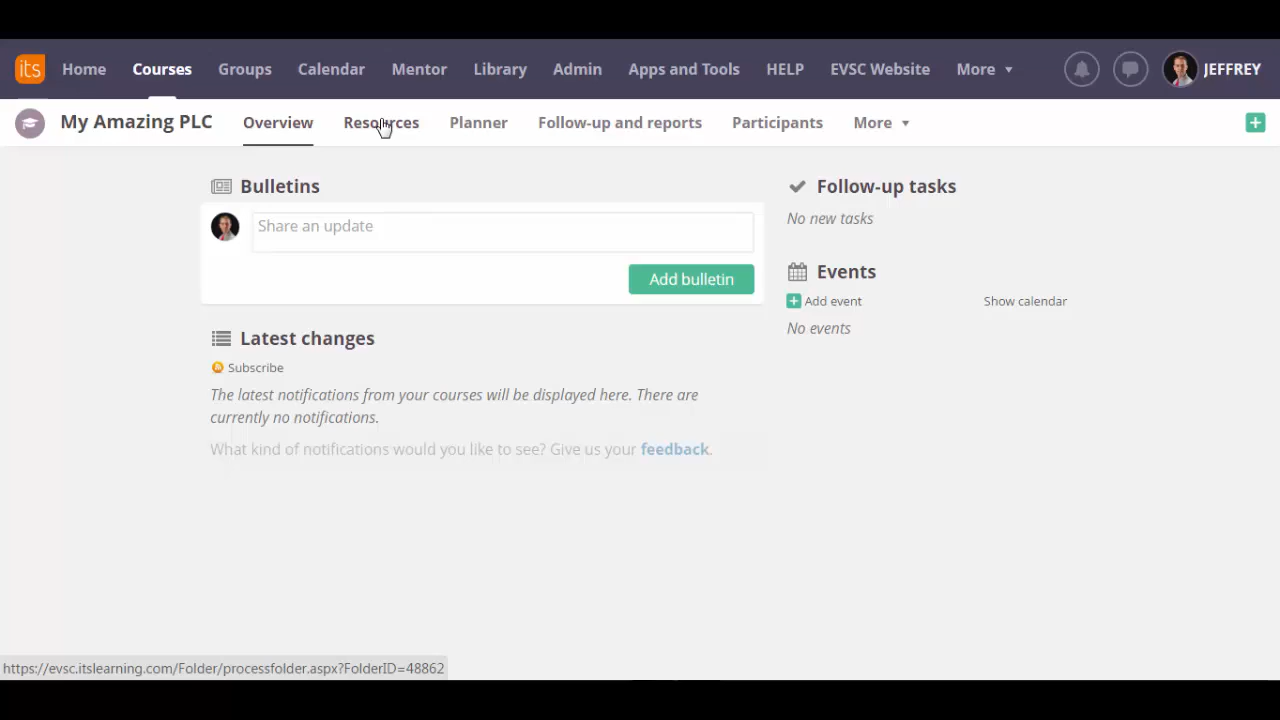 its Home Courses Groups Calendar Mentor Library Admin Apps and Tools HELP EVSC Website More JEFFREY
My Amazing PLC Overview Resources Planner Follow-up and reports Participants More
Bulletins
Share an update
Add bulletin
Latest changes
Subscribe
The latest notifications from your courses will be displayed here. There are
currently no notifications.
What kind of notifications would you like to see? Give us your feedback.
Follow-up tasks
No new tasks
Events
Add event Show calendar
No events
https://evsc.itslearning.com/Folder/processfolder.aspx?FolderID=48862